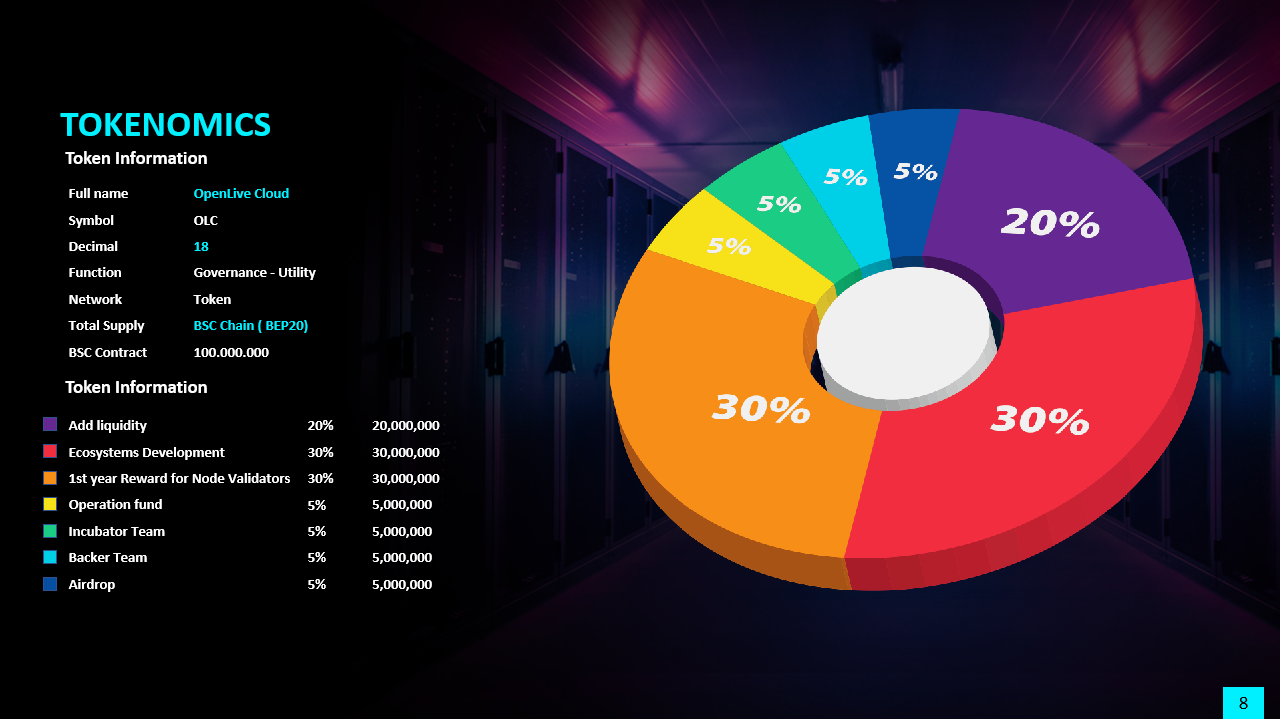 TOKENOMICS
Token Information
Full name OpenLive Cloud
Symbol OLC
Decimal 18
Function Governance - Utility
Network Token
Total Supply BSC Chain ( BEP20)
BSC Contract 100.000.000
Token Information
Add liquidity 20% 20,000,000
Ecosystems Development 30% 30,000,000
1st year Reward for Node Validators 30% 30,000,000
Operation fund 5% 5,000,000
Incubator Team 5% 5,000,000
Backer Team 5% 5,000,000
Airdrop 5% 5,000,000
5%
5%
5%
5%
20%
30%
30%
8